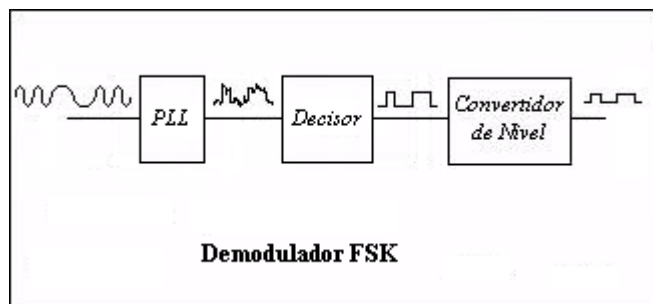 PLL
Decisor
Convertidor
de Nivel
Demodulador FSK